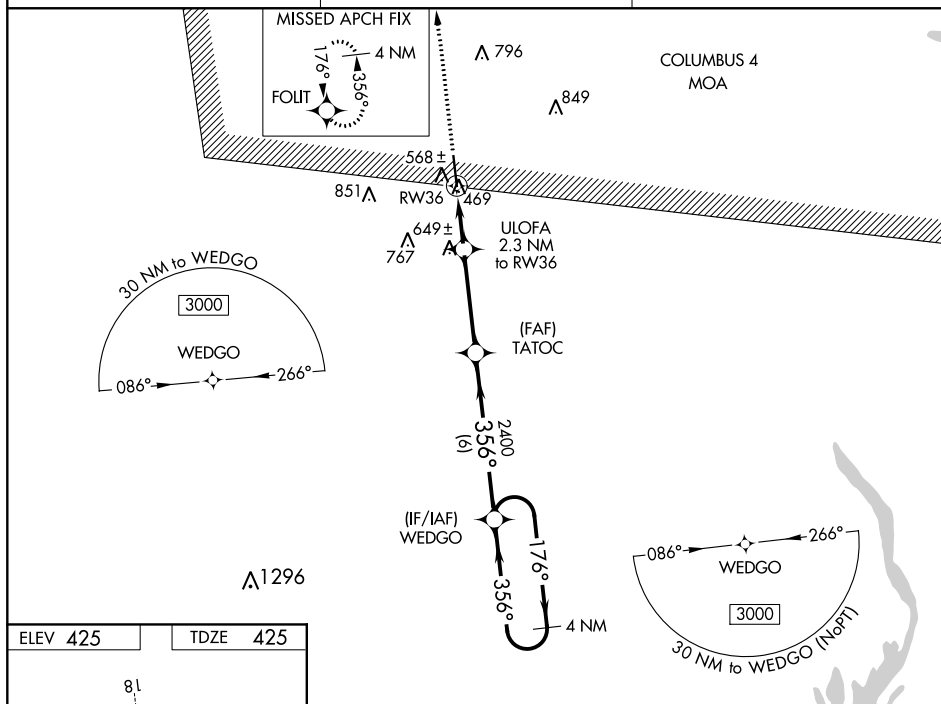 MISSED APCH FIX
4 NM
176°
356°
FOLIT
796
849
COLUMBUS 4
MOA
568 ±
851
RW36
469
649 ±
767
ULOFA
2.3 NM
to RW36
30 NM to WEDGO
3000
WEDGO
086°
266°
(FAF)
TATOC
2400
356°
(6)
(IF/IAF)
WEDGO
176°
356°
4 NM
086°
266°
WEDGO
3000
30 NM to WEDGO (NoPT)
1296
ELEV 425
TDZE 425
18